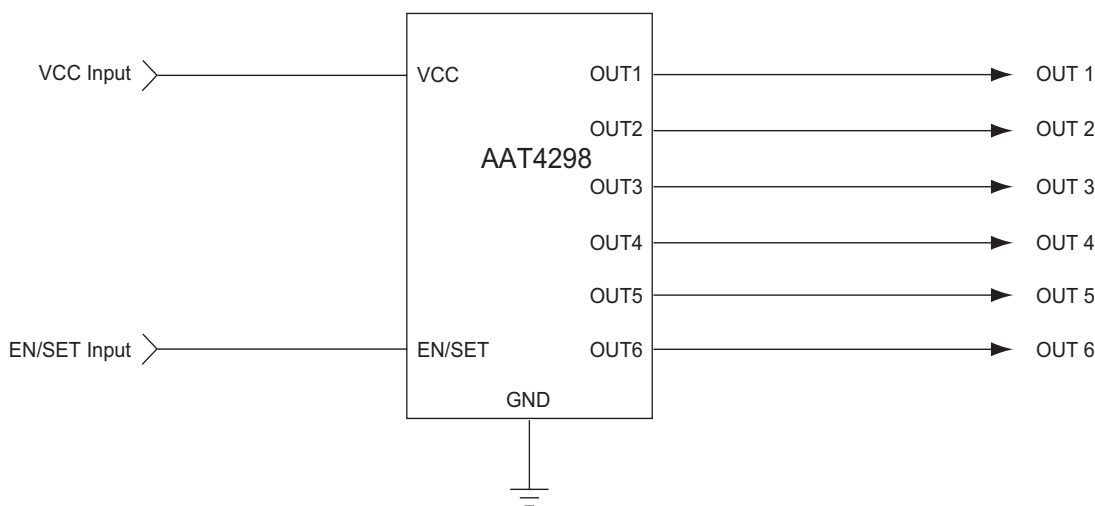 VCC Input
VCC
OUT1
OUT 1
OUT2
OUT 2
AAT4298
OUT3
OUT 3
OUT4
OUT 4
OUT5
OUT 5
EN/SET Input
EN/SET
OUT6
OUT 6
GND